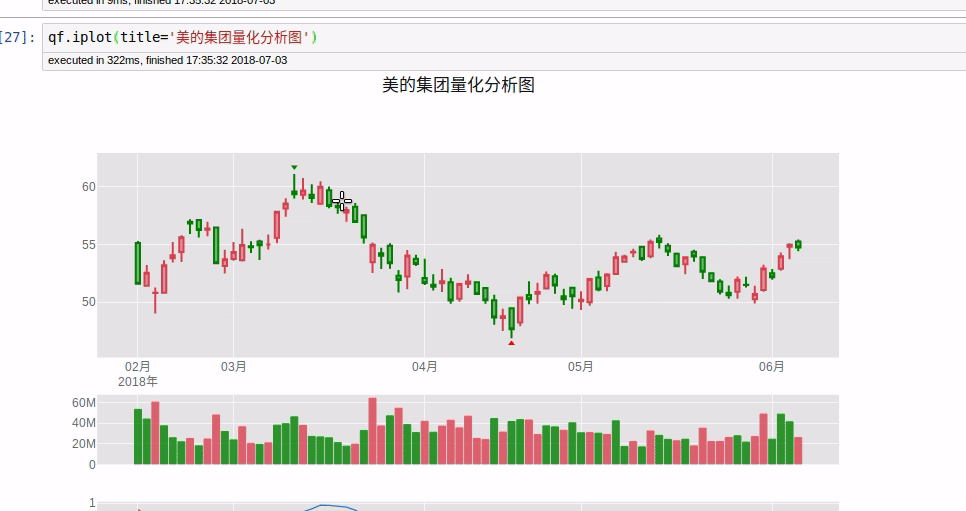 executed in 9ms, finished 17:35:32 2018-07-03
[27]: qf.iplot(title='美的集团量化分析图')
executed in 322ms, finished 17:35:32 2018-07-03
美的集团量化分析图
60
55
50
02月 03月 04月 05月 06月
2018年
60M
40M
20M
0
1